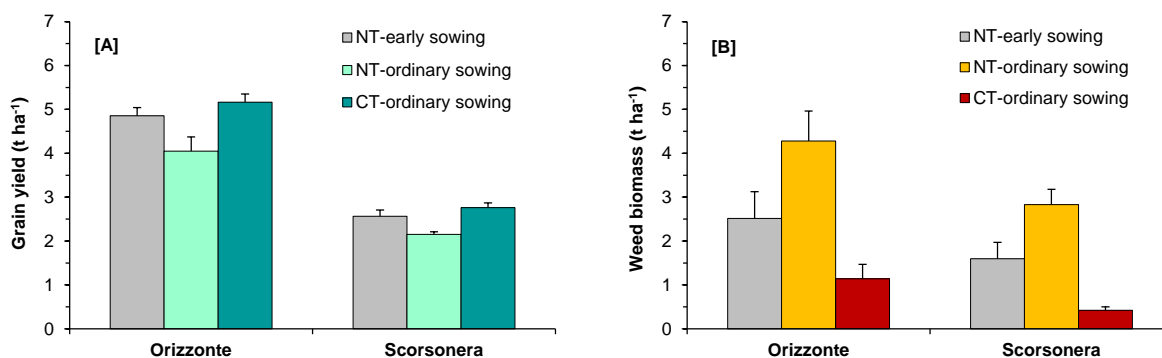 [A]
Grain yield (t ha-1)
7
6
5
4
3
2
1
0
NT-early sowing
NT-ordinary sowing
CT-ordinary sowing
Orizzonte Scorsonera
[B]
Weed biomass (t ha-1)
7
6
5
4
3
2
1
0
NT-early sowing
NT-ordinary sowing
CT-ordinary sowing
Orizzonte Scorsonera